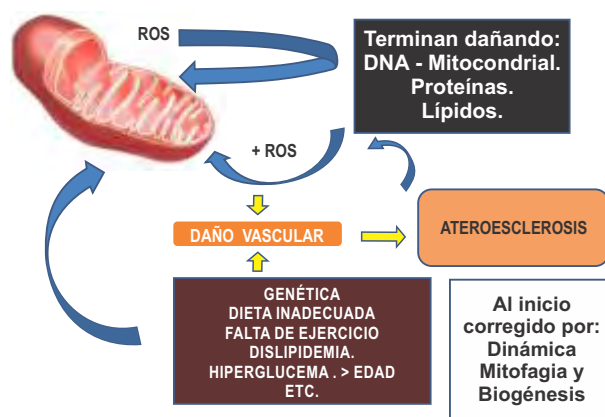 ROS
Terminan dañando:
DNA - Mitocondrial.
Proteínas.
Lípidos.
+ ROS
DAÑO VASCULAR
ATEROESCLEROSIS
GENÉTICA
DIETA INADECUADA
FALTA DE EJERCICIO
DISLIPIDEMIA.
HIPERGLUCEMA . > EDAD
ETC.
Al inicio
corregido por:
Dinámica
Mitofagia y
Biogénesis